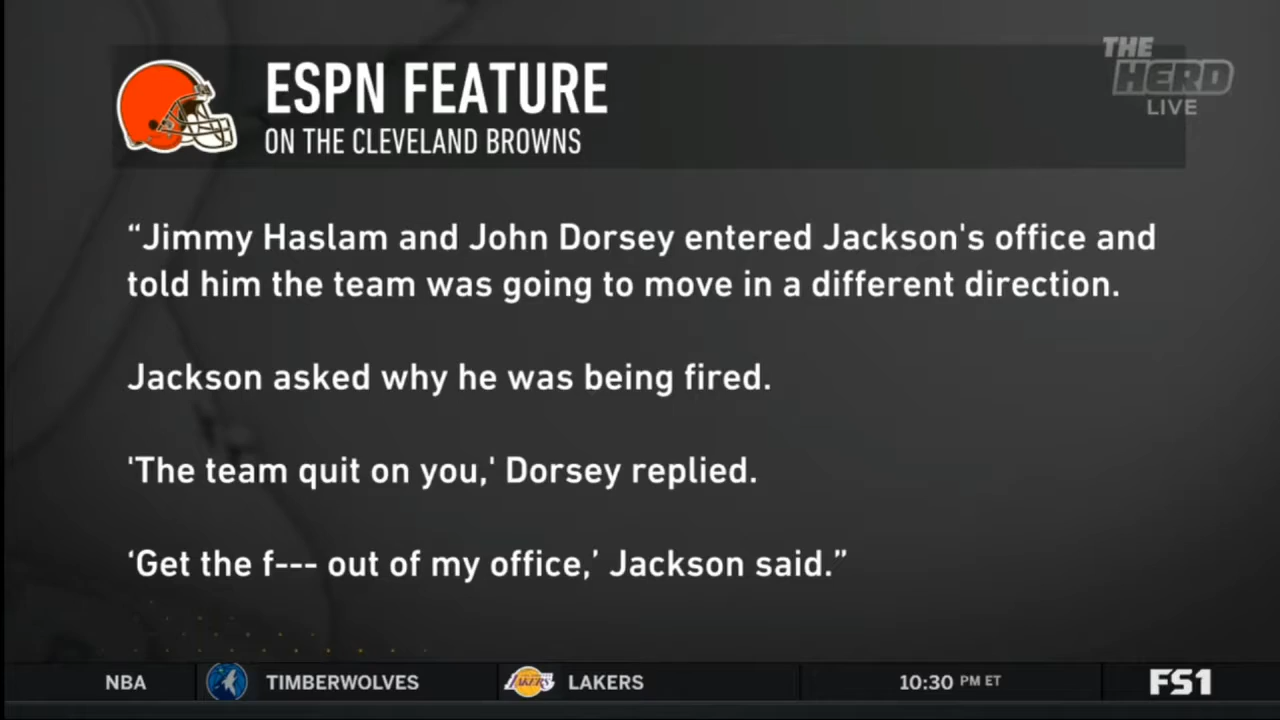 ESPN FEATURE
ON THE CLEVELAND BROWNS
THE
HERD
LIVE
“Jimmy Haslam and John Dorsey entered Jackson's office and
told him the team was going to move in a different direction.
Jackson asked why he was being fired.
'The team quit on you,' Dorsey replied.
‘Get the f--- out of my office,’ Jackson said.”
NBA TIMBERWOLVES LAKERS LAKERS 10:30 PM ET FS1